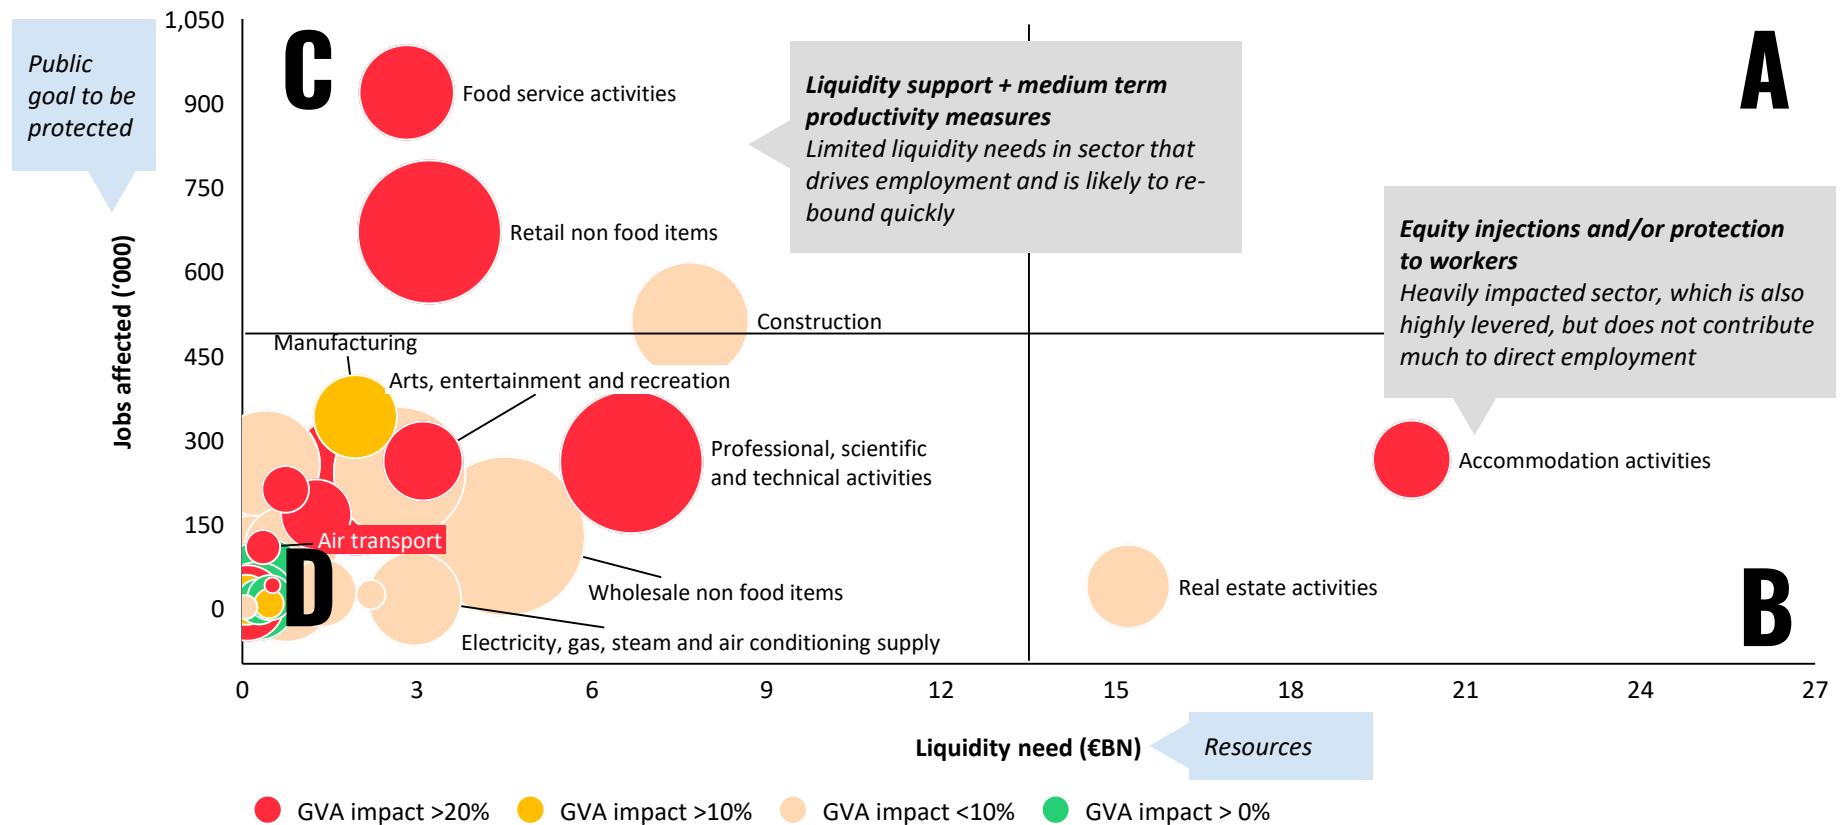 Public
goal to be
protected
1,050
900
750
600
450
300
150
0
Jobs affected (‘000)
C
A
D
B
Food service activities
Retail non food items
Construction
Manufacturing
Arts, entertainment and recreation
Professional, scientific
and technical activities
Air transport
Wholesale non food items
Electricity, gas, steam and air conditioning supply
Accommodation activities
Real estate activities
Liquidity support + medium term
productivity measures
Limited liquidity needs in sector that
drives employment and is likely to re-
bound quickly
Equity injections and/or protection
to workers
Heavily impacted sector, which is also
highly levered, but does not contribute
much to direct employment
0
3
6
9
12
15
18
21
24
27
Liquidity need (€BN)
Resources
GVA impact >20%
GVA impact >10%
GVA impact <10%
GVA impact > 0%